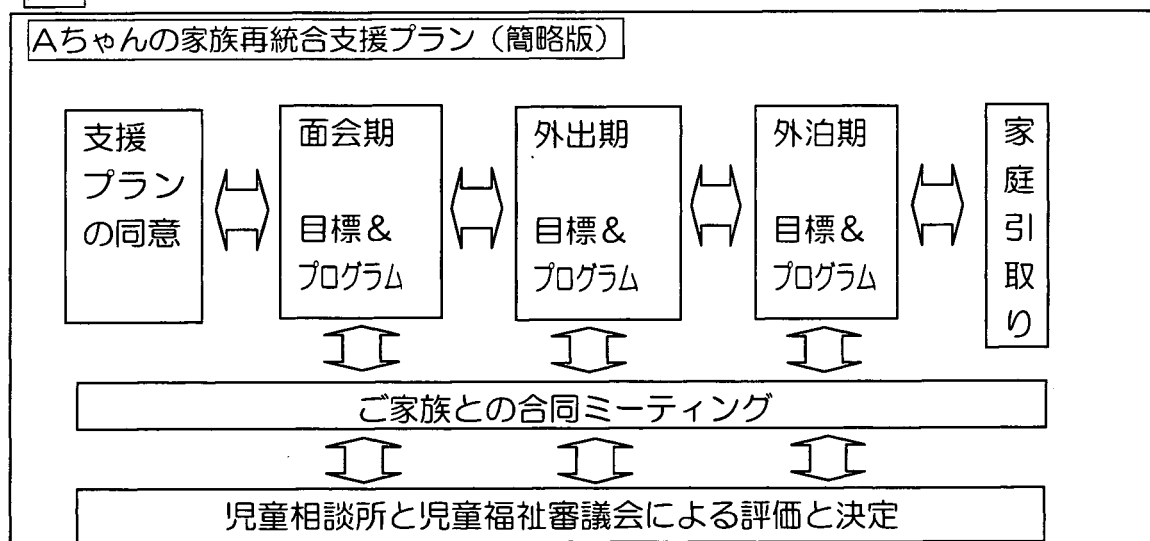 Aちゃんの家族再統合支援プラン（簡略版）
支援
プラン
の同意
面会期
目標＆
プログラム
外出期
目標＆
プログラム
外泊期
目標＆
プログラム
家庭引取り
ご家族との合同ミーティング
児童相談所と児童福祉審議会による評価と決定